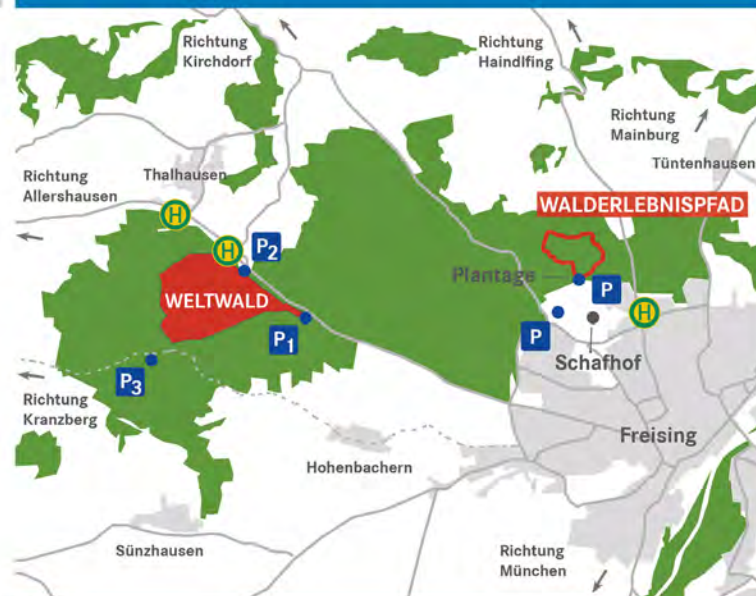 Richtung
Kirchdorf
Richtung
Haindlfing
Richtung
Mainburg
Tüntenhausen
Richtung
Allershausen
Thalhausen
H
WALDERLEBNISPFAD
H
P2
Plantage
P
WELTWALD
P1
P
H
Schafhof
P3
Richtung
Kranzberg
Freising
Hohenbachern
Sünzhausen
Richtung
München